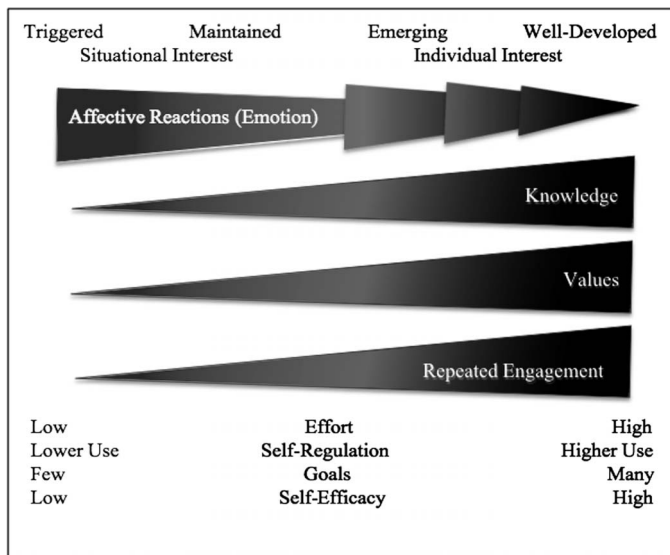 Triggered Maintained Emerging Well-Developed
Situational Interest Individual Interest
Affective Reactions (Emotion)
Knowledge
Values
Repeated Engagement
Low Effort High
Lower Use Self-Regulation Higher Use
Few Goals Many
Low Self-Efficacy High